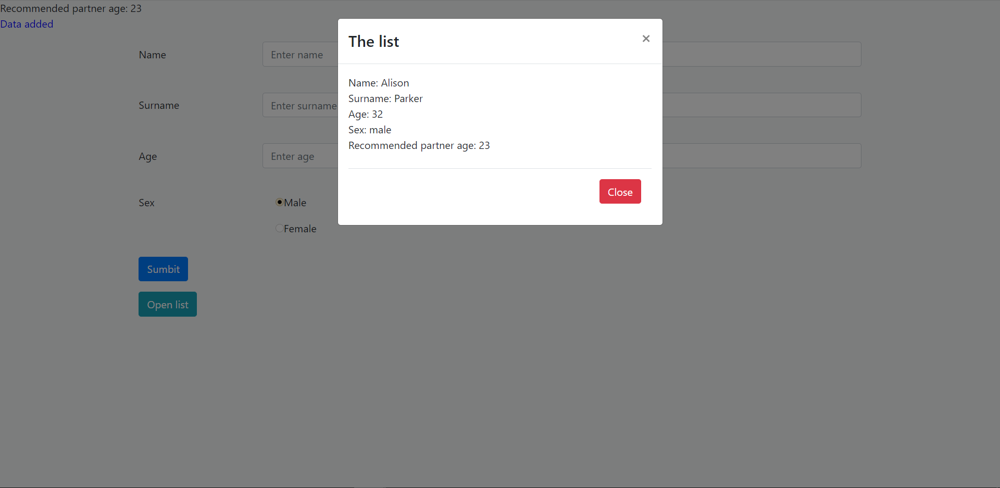 Recommended partner age: 23
Data added
The list
×
Name: Alison
Surname: Parker
Age: 32
Sex: male
Recommended partner age: 23
Close
Name
Enter name
Surname
Enter surname
Age
Enter age
Sex
Male
Female
Sumbit
Open list